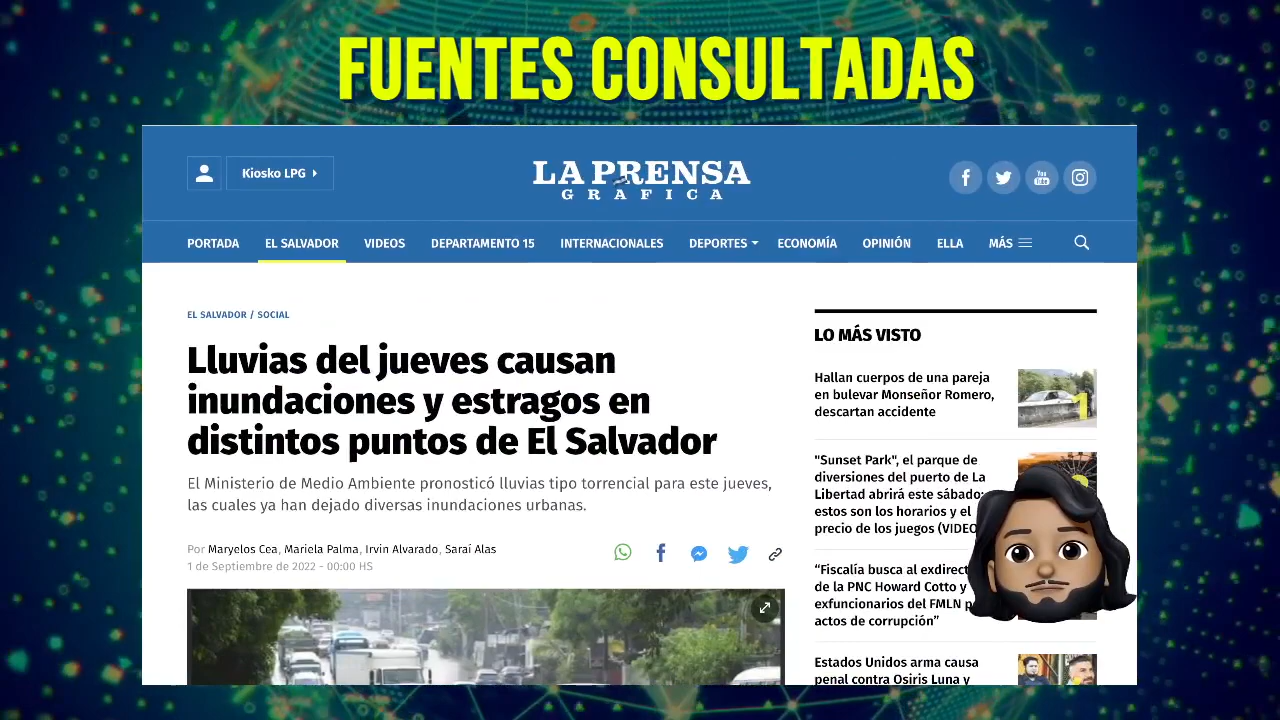 FUENTES CONSULTADAS
Kiosko LPG
LA PRENSA
GRÁFICA
f
You
Tube
PORTADA EL SALVADOR VIDEOS DEPARTAMENTO 15 INTERNACIONALES DEPORTES ECONOMÍA OPINIÓN ELLA MÁS
EL SALVADOR / SOCIAL
Lluvias del jueves causan
inundaciones y estragos en
distintos puntos de El Salvador
El Ministerio de Medio Ambiente pronosticó lluvias tipo torrencial para este jueves,
las cuales ya han dejado diversas inundaciones urbanas.
Por Maryelos Cea, Mariela Palma, Irvin Alvarado, Saraí Alas
1 de Septiembre de 2022 - 00:00 HS
LO MÁS VISTO
Hallan cuerpos de una pareja
en bulevar Monseñor Romero,
descartan accidente
1
"Sunset Park", el parque de
diversiones del puerto de La
Libertad abrirá este sábado:
estos son los horarios y el
precio de los juegos (VIDEO
“Fiscalía busca al exdirect
de la PNC Howard Cotto y
exfuncionarios del FMLN p
actos de corrupción”
Estados Unidos arma causa
penal contra Osiris Luna y